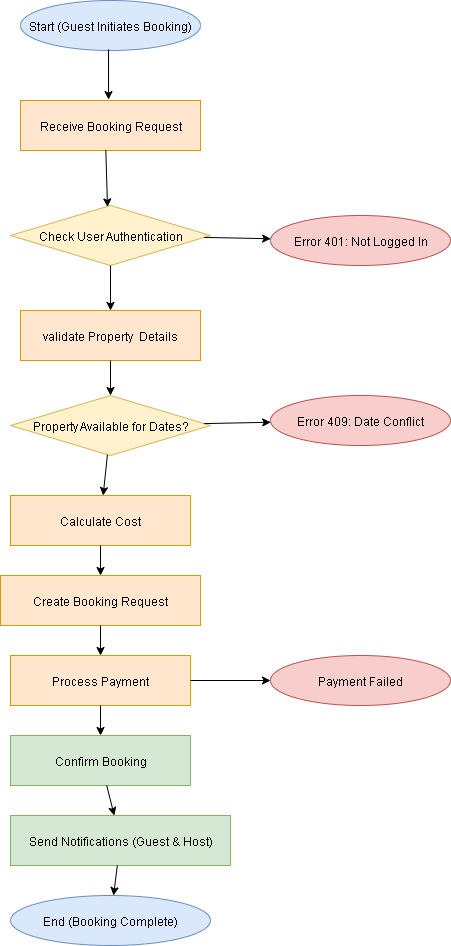 Start (Guest Initiates Booking)
Receive Booking Request
Check User Authentication
Error 401: Not Logged In
validate Property Details
Property Available for Dates?
Error 409: Date Conflict
Calculate Cost
Create Booking Request
Process Payment
Payment Failed
Confirm Booking
Send Notifications (Guest & Host)
End (Booking Complete)